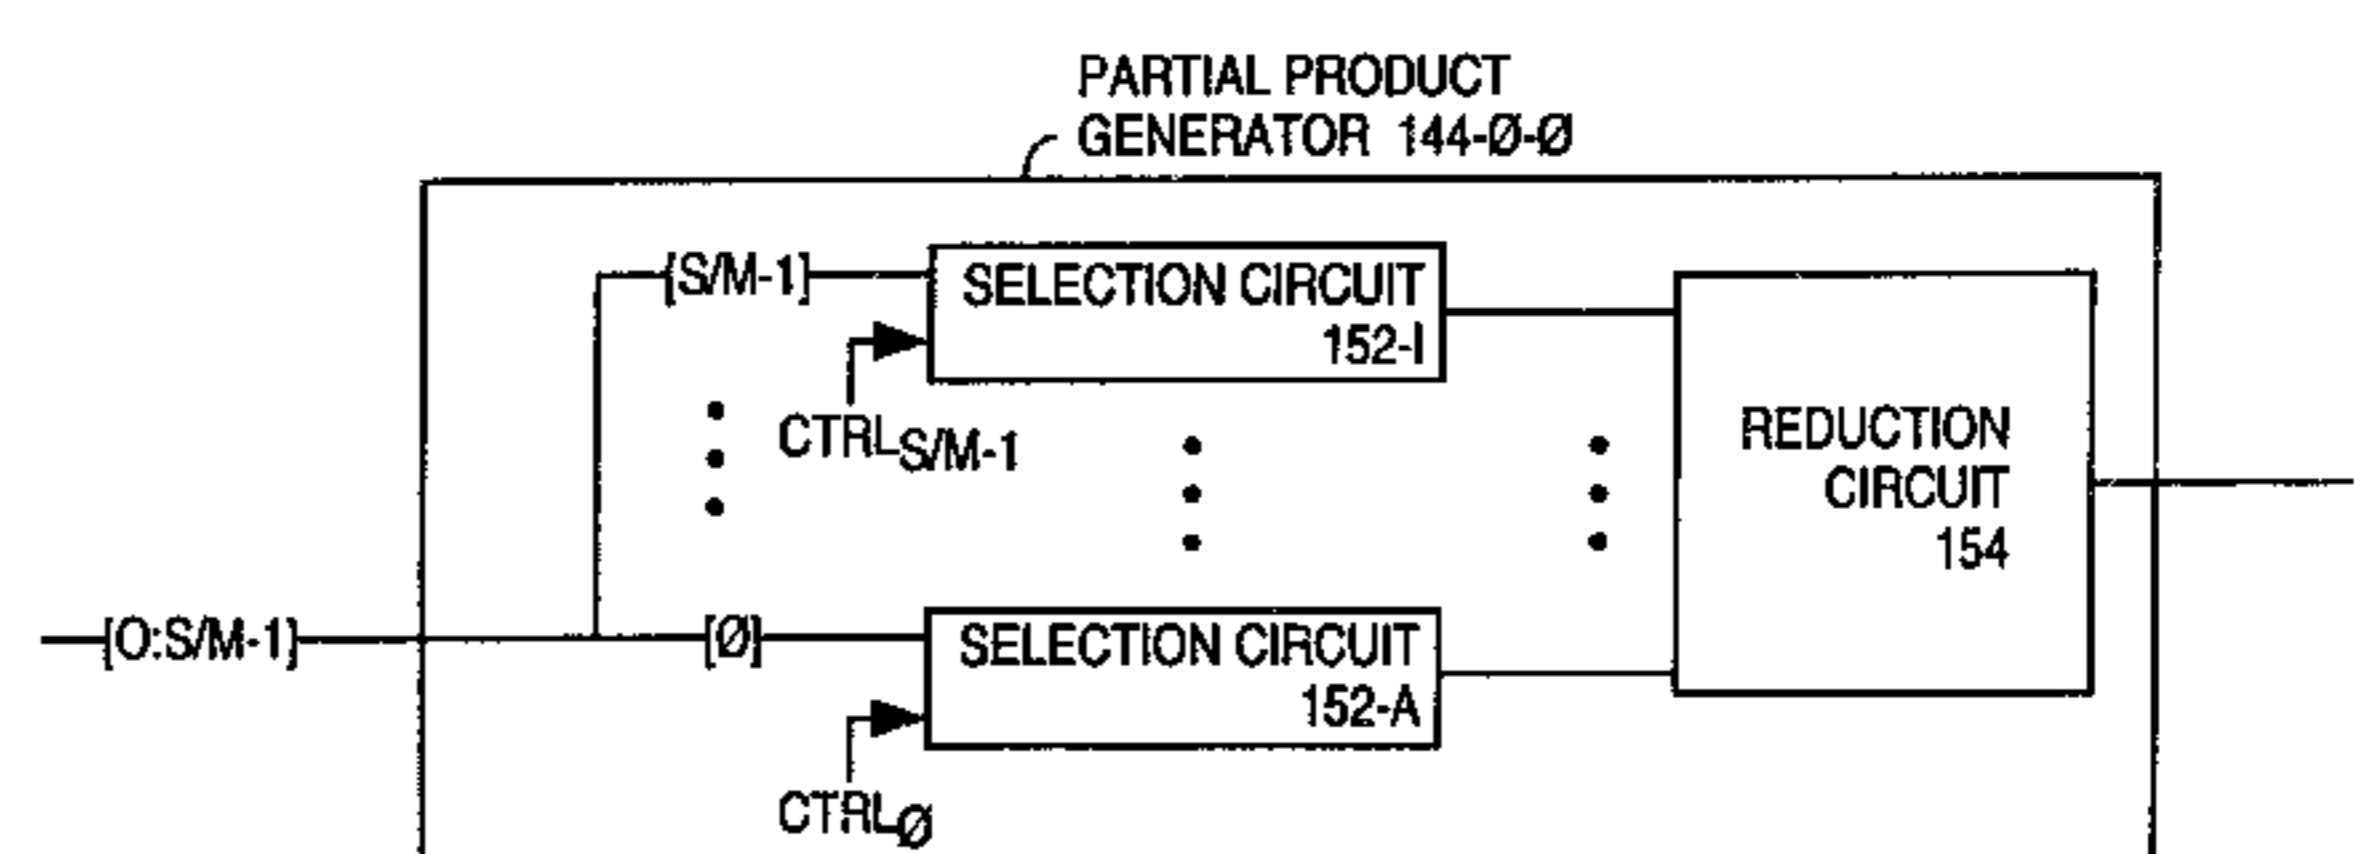 PARTIAL PRODUCT
GENERATOR 144-Ø-Ø
[S/M-1]
SELECTION CIRCUIT
152-I
CTRLS/M-1
REDUCTION
CIRCUIT
154
[O:S/M-1]
[Ø]
SELECTION CIRCUIT
152-A
CTRLØ